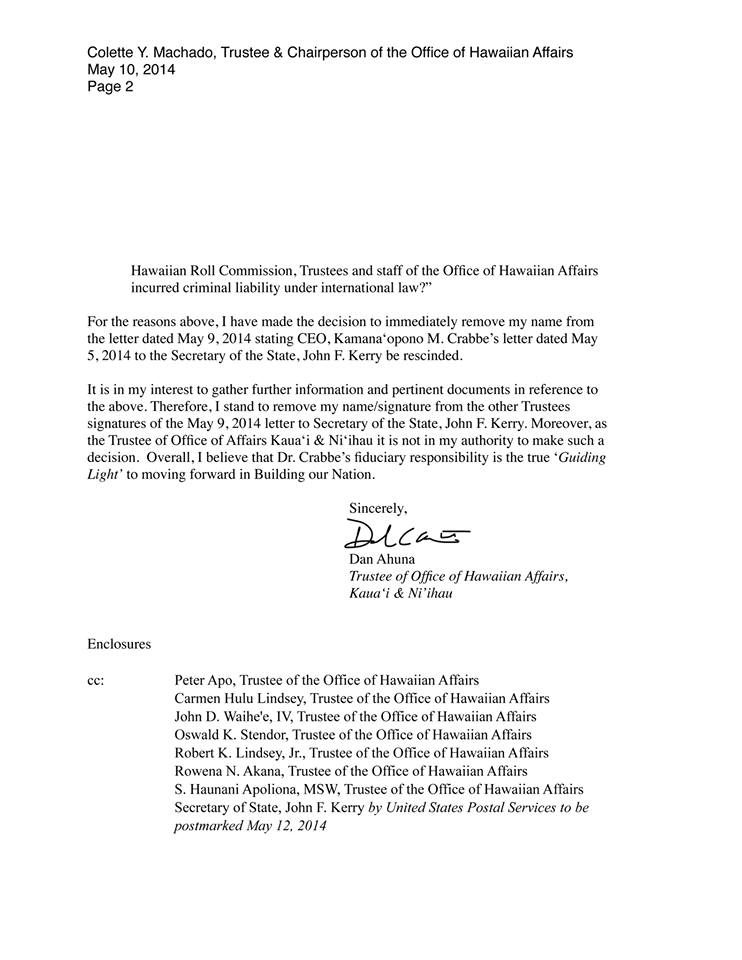 Colette Y. Machado, Trustee & Chairperson of the Office of Hawaiian Affairs
May 10, 2014
Page 2
Hawaiian Roll Commission, Trustees and staff of the Office of Hawaiian Affairs
incurred criminal liability under international law?”
For the reasons above, I have made the decision to immediately remove my name from
the letter dated May 9, 2014 stating CEO, Kamana‘opono M. Crabbe’s letter dated May
5, 2014 to the Secretary of the State, John F. Kerry be rescinded.
It is in my interest to gather further information and pertinent documents in reference to
the above. Therefore, I stand to remove my name/signature from the other Trustees
signatures of the May 9, 2014 letter to Secretary of the State, John F. Kerry. Moreover, as
the Trustee of Office of Affairs Kaua‘i & Ni‘ihau it is not in my authority to make such a
decision.  Overall, I believe that Dr. Crabbe’s fiduciary responsibility is the true ‘Guiding
Light’ to moving forward in Building our Nation.
Sincerely,
Dan Ahuna
Trustee of Office of Hawaiian Affairs,
Kaua‘i & Ni’ihau
Enclosures
cc: Peter Apo, Trustee of the Office of Hawaiian Affairs
Carmen Hulu Lindsey, Trustee of the Office of Hawaiian Affairs
John D. Waihe'e, IV, Trustee of the Office of Hawaiian Affairs
Oswald K. Stendor, Trustee of the Office of Hawaiian Affairs
Robert K. Lindsey, Jr., Trustee of the Office of Hawaiian Affairs
Rowena N. Akana, Trustee of the Office of Hawaiian Affairs
S. Haunani Apoliona, MSW, Trustee of the Office of Hawaiian Affairs
Secretary of State, John F. Kerry by United States Postal Services to be
postmarked May 12, 2014